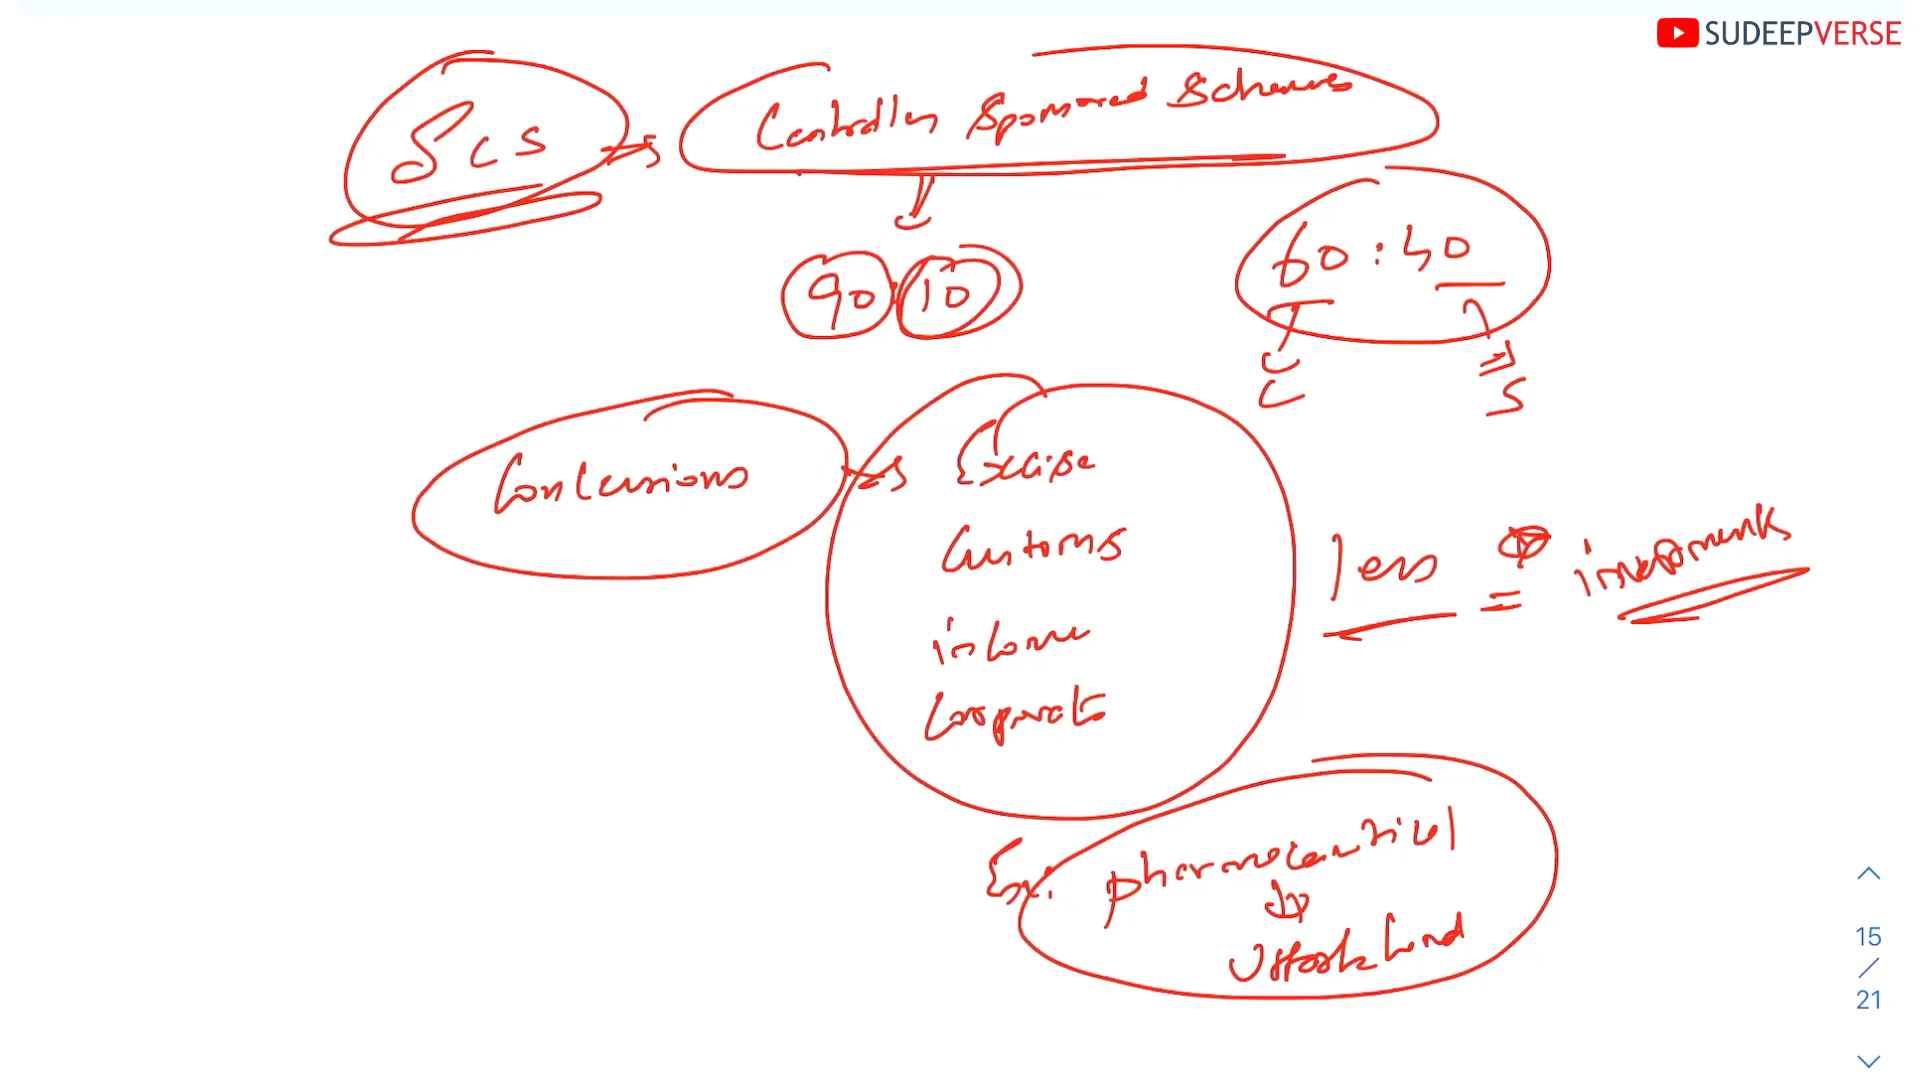 SUDEEPVERSE
SCS
Centrally Sponsored Schemes
90:10
60:40
C
S
Concessions
Excise
Customs
income
Corporate
less = investments
Ex: pharmaceutical
Uttarakhand
15
/
21